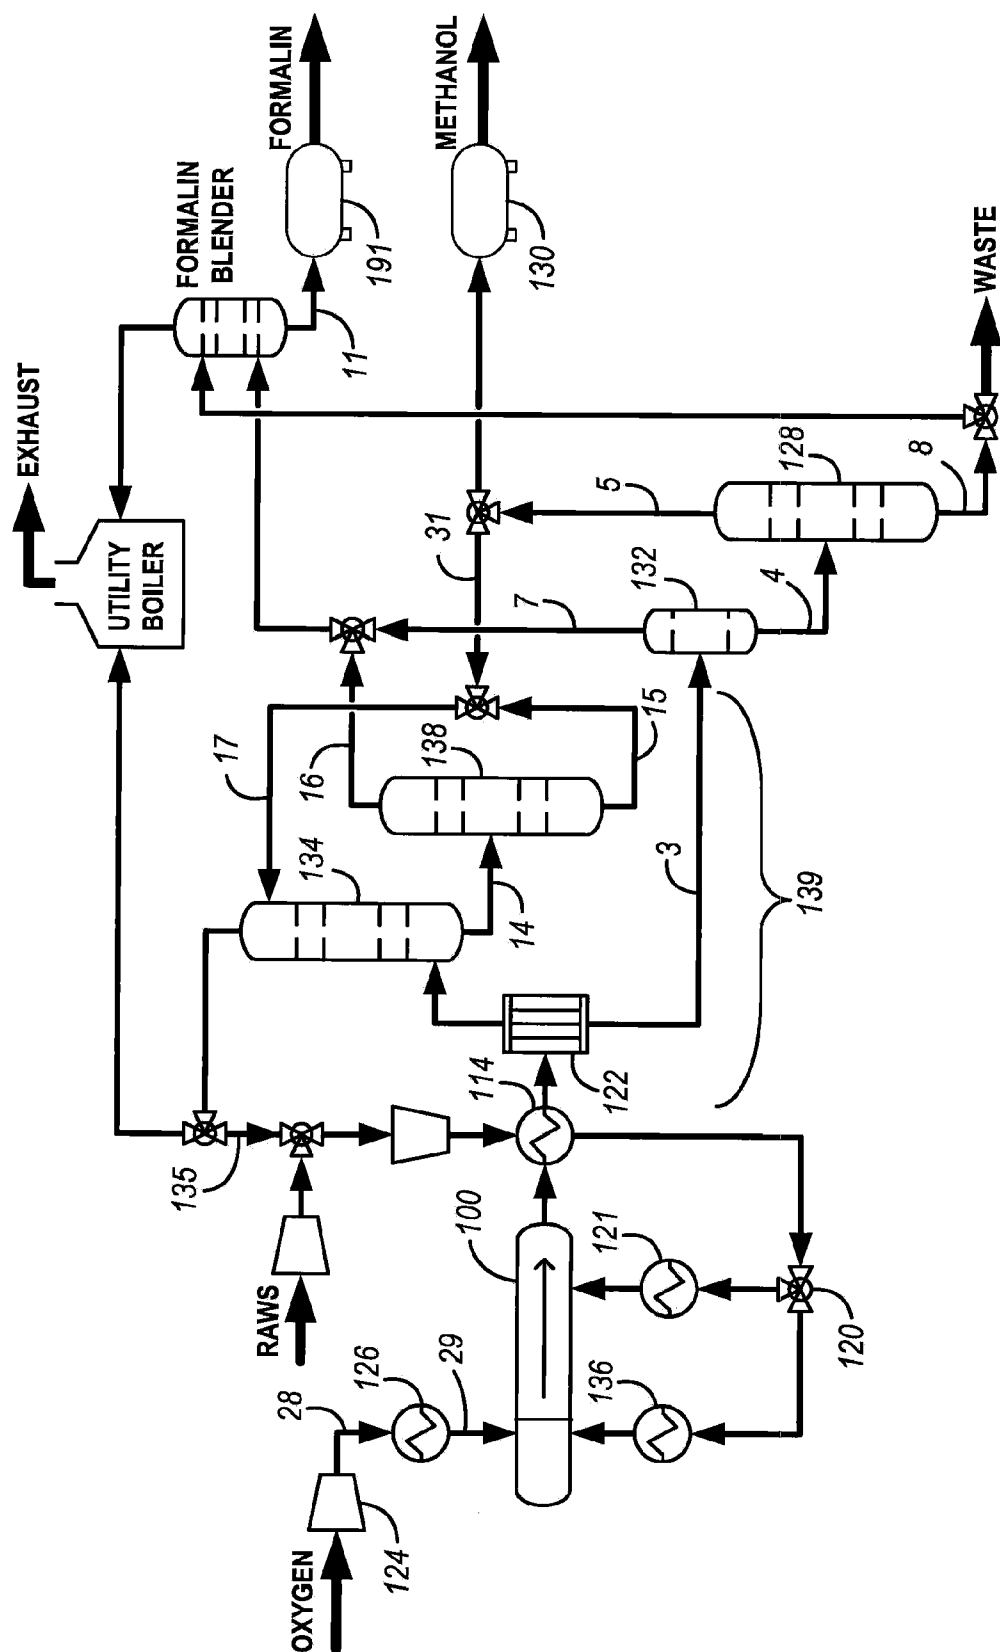 EXHAUST
UTILITY
BOILER
FORMALIN
BLENDER
FORMALIN
METHANOL
WASTE
191
130
11
31
5
128
8
132
7
4
17
16
138
15
134
14
3
139
135
114
122
RAWS
100
121
120
28
126
29
136
124
OXYGEN